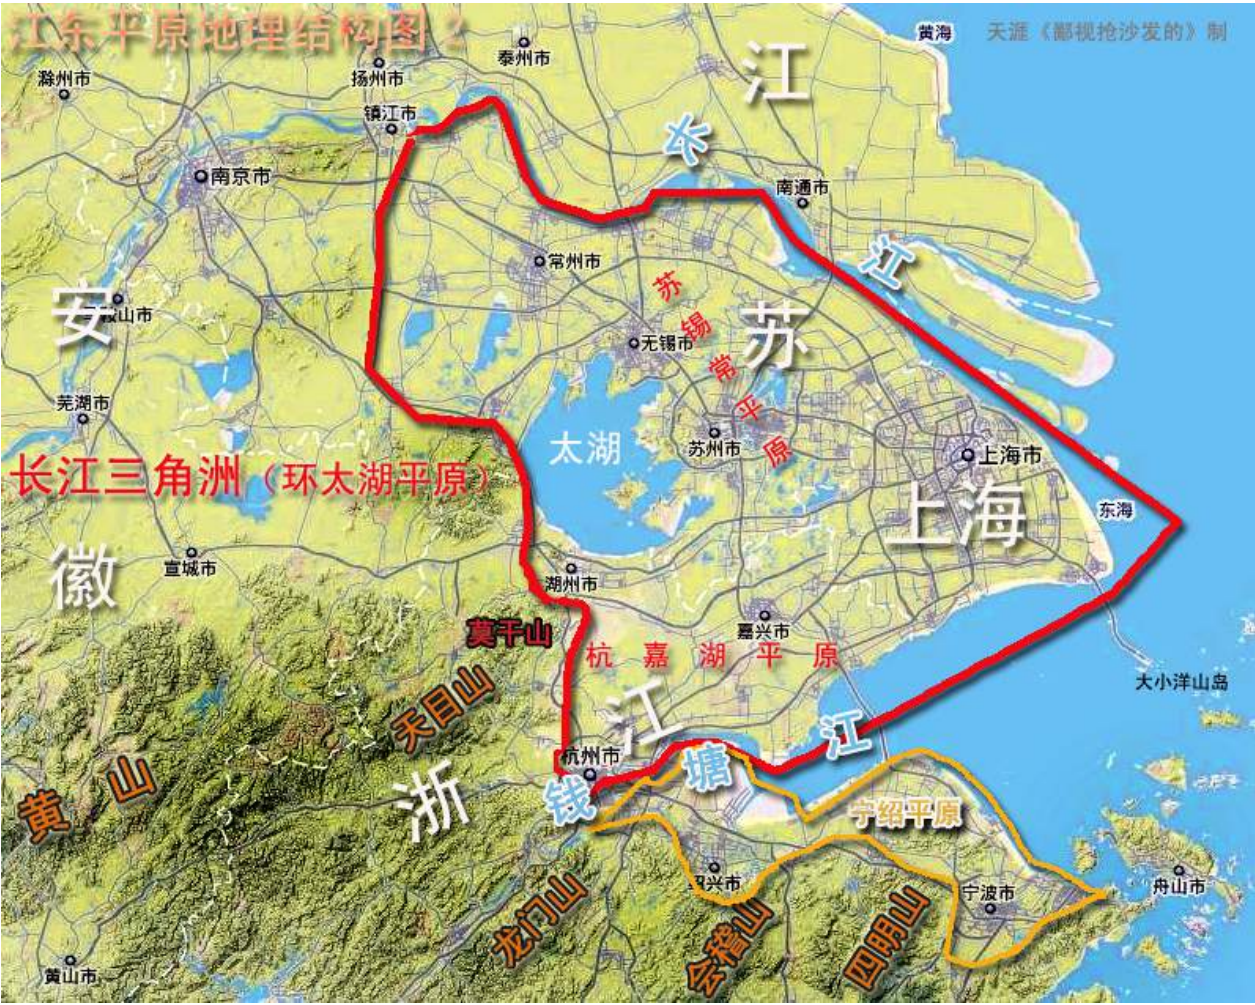 江东平原地理结构图 2
天涯《鄙视抢沙发的》制
黄海
泰州市
滁州市
扬州市
江
镇江市
长
南京市
南通市
常州市
江
苏
安
鞍山市
锡
苏
无锡市
常
芜湖市
平
太湖
苏州市
原
上海市
长江三角洲（环太湖平原）
上海
东海
徽
宣城市
湖州市
莫干山
嘉兴市
杭嘉湖平原
大小洋山岛
天目山
江
江
杭州市
塘
黄山
浙
钱
宁绍平原
绍兴市
舟山市
宁波市
龙门山
会稽山
四明山
黄山市